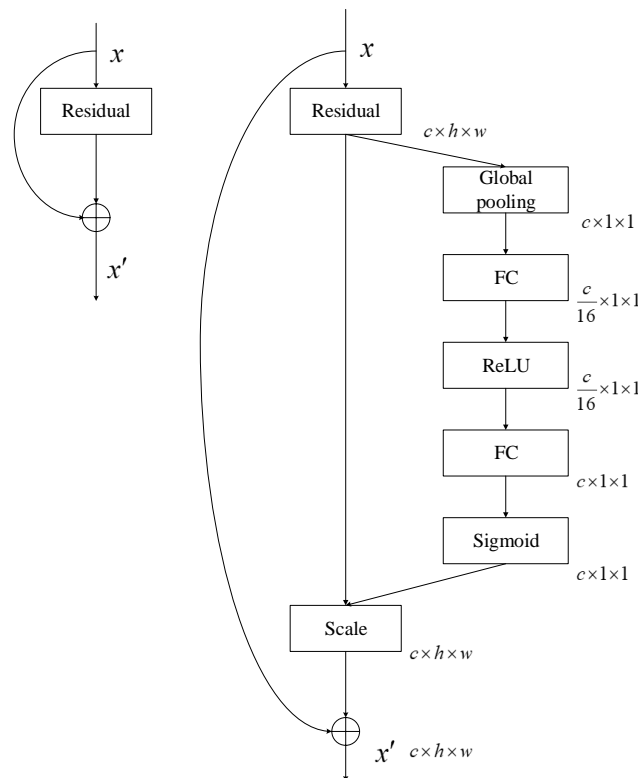 x
Residual
x′
x
Residual
c×h×w
Global
pooling
c×1×1
FC
c/16×1×1
ReLU
c/16×1×1
FC
c×1×1
Sigmoid
c×1×1
Scale
c×h×w
x′ c×h×w